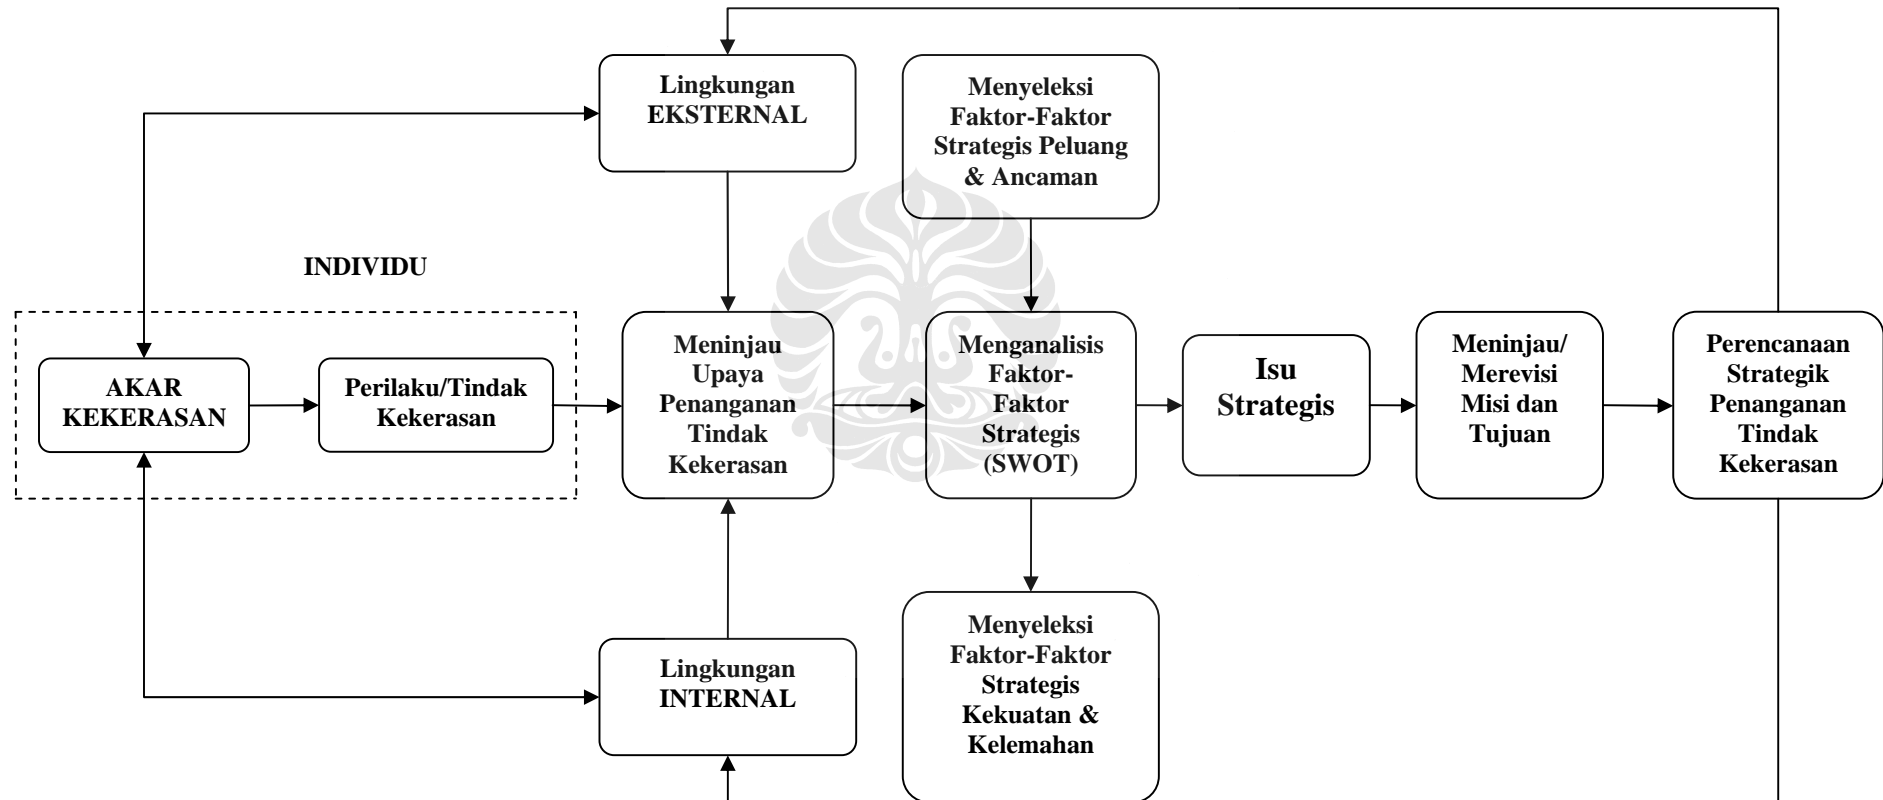 Lingkungan
EKSTERNAL
Menyeleksi
Faktor-Faktor
Strategis Peluang
& Ancaman
INDIVIDU
AKAR
KEKERASAN
Perilaku/Tindak
Kekerasan
Meninjau
Upaya
Penanganan
Tindak
Kekerasan
Menganalisis
Faktor-
Faktor
Strategis
(SWOT)
Isu
Strategis
Meninjau/
Merevisi
Misi dan
Tujuan
Perencanaan
Strategik
Penanganan
Tindak
Kekerasan
Lingkungan
INTERNAL
Menyeleksi
Faktor-Faktor
Strategis
Kekuatan &
Kelemahan